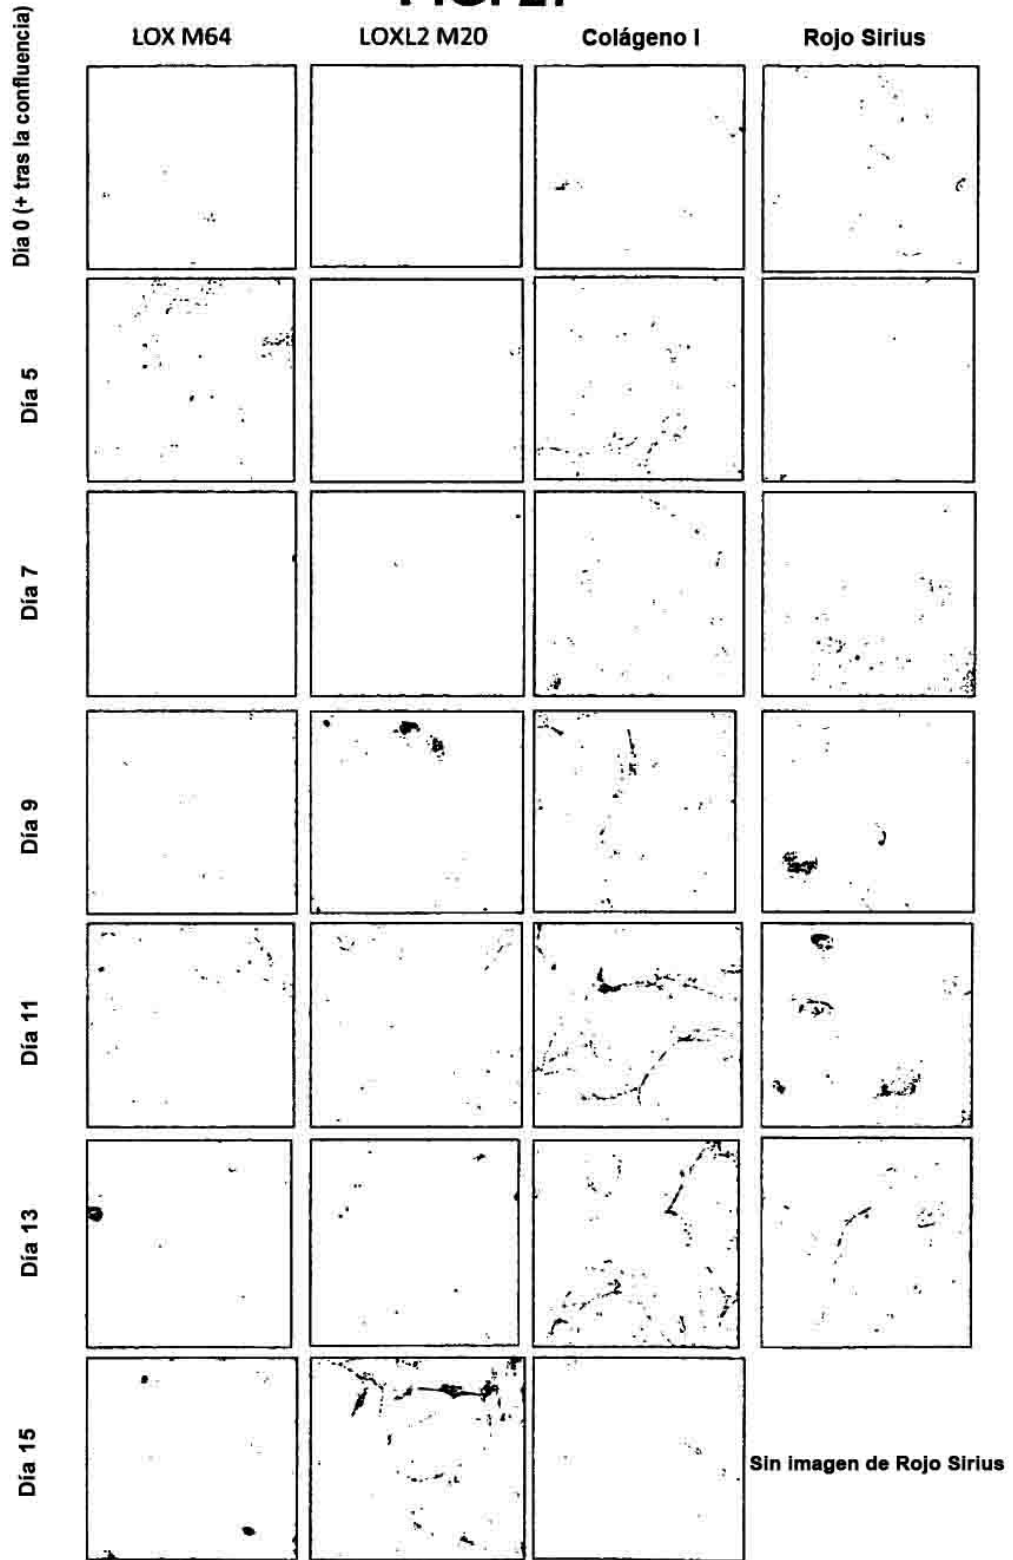 LOX M64 LOXL2 M20 Colágeno I Rojo Sirius
Día 0 (+ tras la confluencia)
Día 5
Día 7
Día 9
Día 11
Día 13
Día 15
Sin imagen de Rojo Sirius